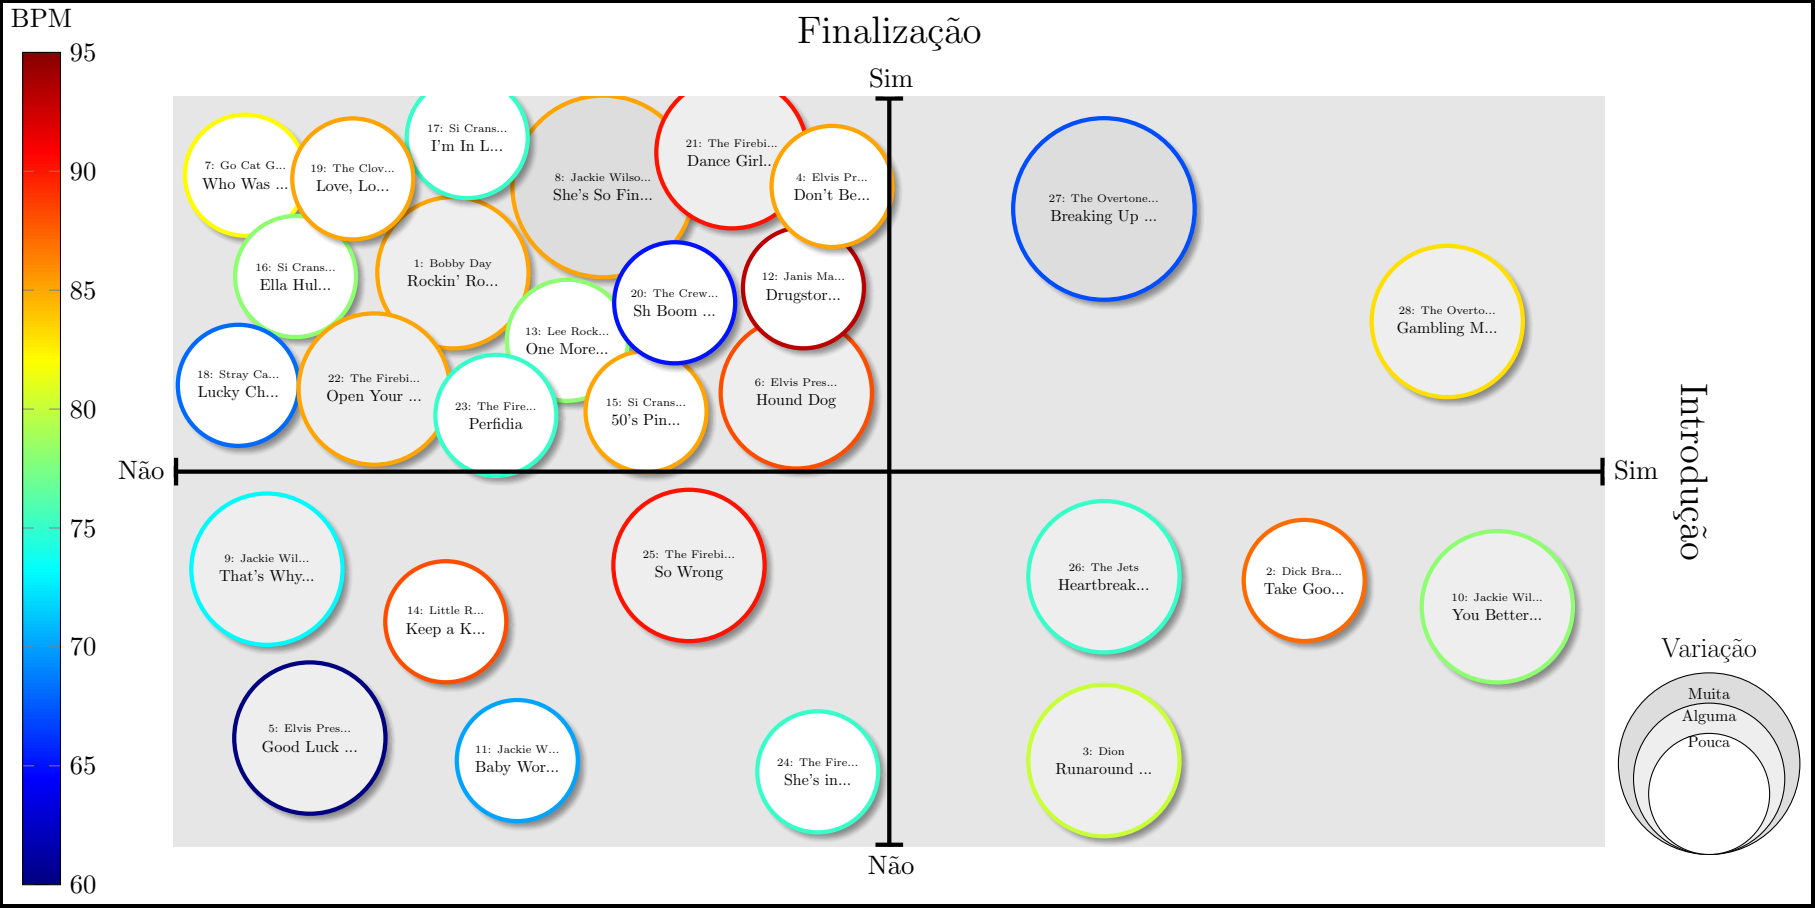 BPM
95
90
85
80
75
70
65
60
Finalização
Sim
Não
Não
Sim
Introdução
7: Go Cat G...
Who Was ...
19: The Clov...
Love, Lo...
17: Si Crans...
I'm In L...
8: Jackie Wilso...
She's So Fin...
21: The Firebi...
Dance Girl...
4: Elvis Pr...
Don't Be...
16: Si Crans...
Ella Hul...
1: Bobby Day
Rockin' Ro...
13: Lee Rock...
One More...
20: The Crew...
Sh Boom ...
12: Janis Ma...
Drugstor...
18: Stray Ca...
Lucky Ch...
22: The Firebi...
Open Your ...
23: The Fire...
Perfidia
15: Si Crans...
50's Pin...
6: Elvis Pres...
Hound Dog
27: The Overtone...
Breaking Up ...
28: The Overto...
Gambling M...
9: Jackie Wil...
That's Why...
14: Little R...
Keep a K...
25: The Firebi...
So Wrong
5: Elvis Pres...
Good Luck ...
11: Jackie W...
Baby Wor...
24: The Fire...
She's in...
26: The Jets
Heartbreak...
2: Dick Bra...
Take Goo...
10: Jackie Wil...
You Better...
3: Dion
Runaround ...
Variação
Muita
Alguma
Pouca